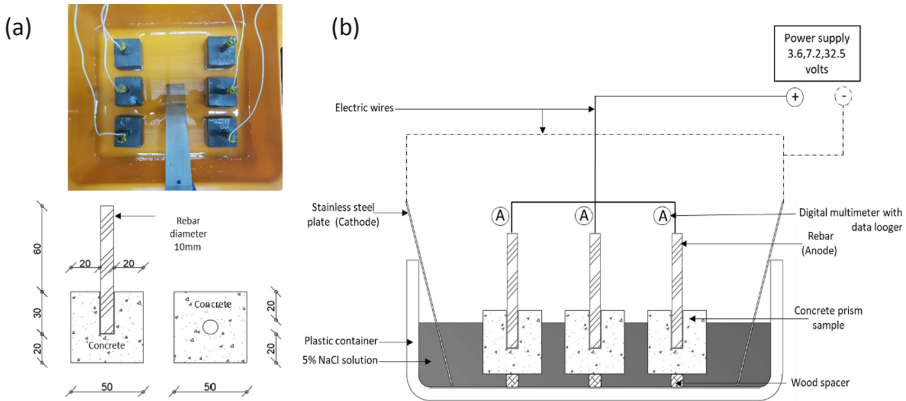 (a)
Rebar
diameter
10mm
60
20
20
30
20
Concrete
50
Concrete
20
20
50
(b)
Power supply
3.6,7.2,32.5
volts
+
-
Electric wires
Stainless steel
plate (Cathode)
A
A
A
Digital multimeter with
data looger
Rebar
(Anode)
Concrete prism
sample
Plastic container
5% NaCl solution
Wood spacer